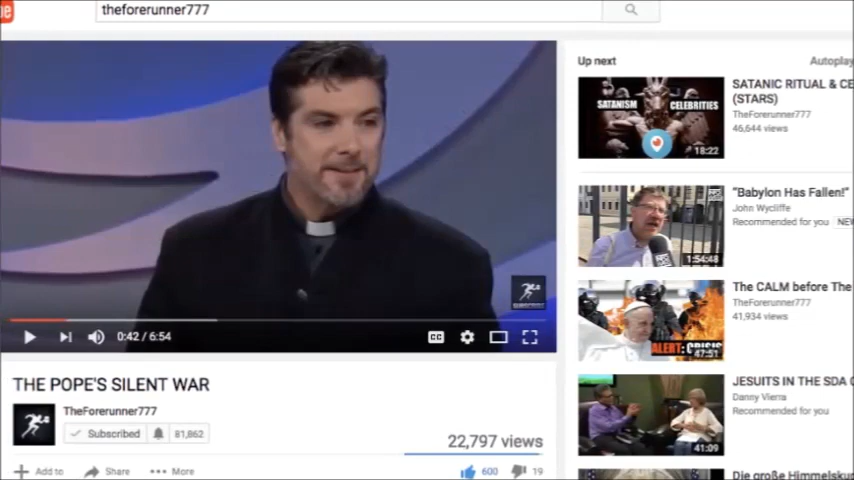 theforerunner777
Up next
Autoplay
SATANISM CELEBRITIES
18:22
SATANIC RITUAL & CE
(STARS)
TheForerunner777
46,644 views
"Babylon Has Fallen!"
John Wycliffe
Recommended for you NEW
1:54:48
0:42 / 6:54
The CALM before The
TheForerunner777
41,934 views
ALERT: CRISIS
47:51
THE POPE'S SILENT WAR
TheForerunner777
Subscribed 81,862
22,797 views
Add to Share More 600 19
JESUITS IN THE SDA
Danny Vierra
Recommended for you
41:09
Die große Himmelsku